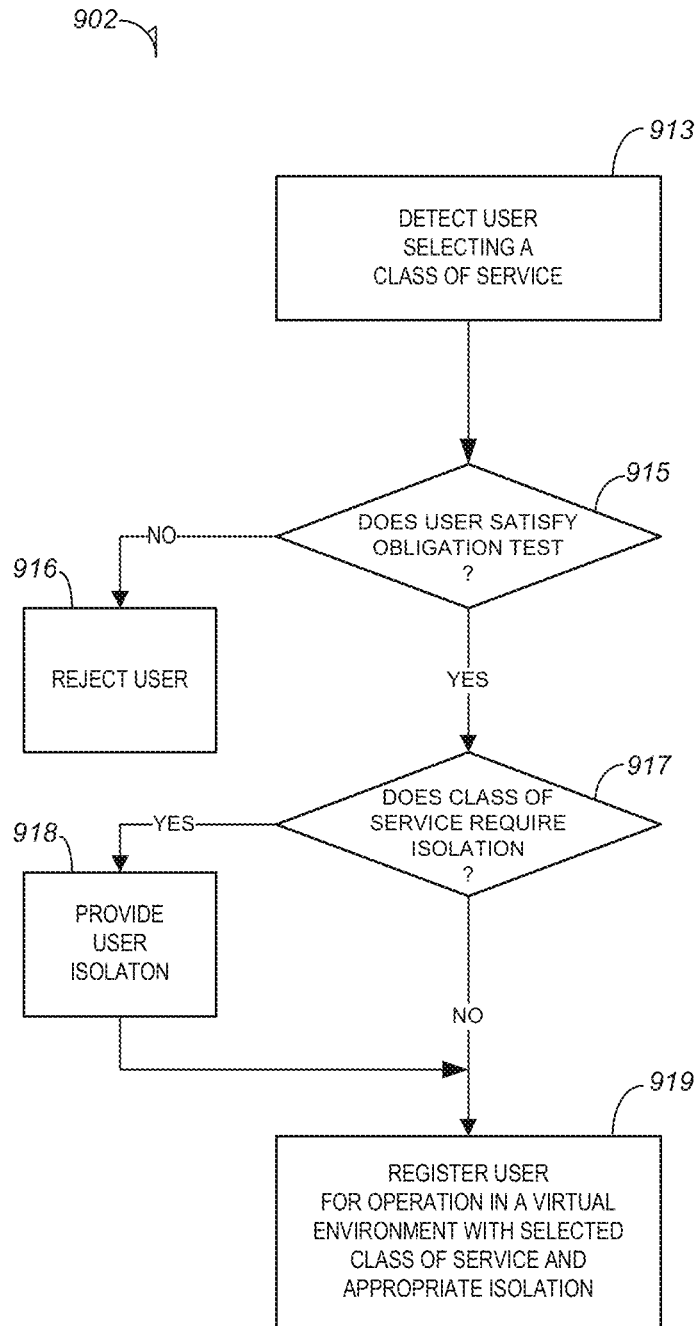 902
913
DETECT USER
SELECTING A
CLASS OF SERVICE
915
DOES USER SATISFY
OBLIGATION TEST
?
NO
916
REJECT USER
YES
917
DOES CLASS OF
SERVICE REQUIRE
ISOLATION
?
YES
918
PROVIDE
USER
ISOLATON
NO
919
REGISTER USER
FOR OPERATION IN A VIRTUAL
ENVIRONMENT WITH SELECTED
CLASS OF SERVICE AND
APPROPRIATE ISOLATION